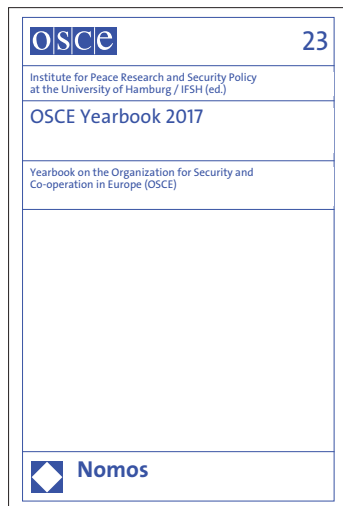 osce
23
Institute for Peace Research and Security Policy
at the University of Hamburg / IFSH (ed.)
OSCE Yearbook 2017
Yearbook on the Organization for Security and
Co-operation in Europe (OSCE)
Nomos